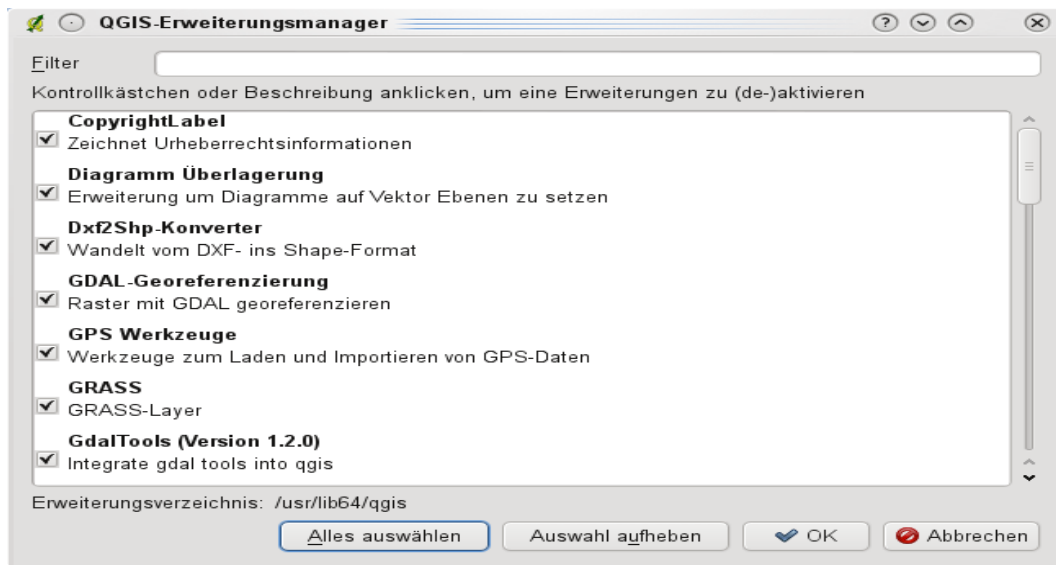 QGIS-Erweiterungsmanager
Filter
Kontrollkästchen oder Beschreibung anklicken, um eine Erweiterungen zu (de-)aktivieren
CopyrightLabel
Zeichnet Urheberrechtsinformationen
Diagramm Überlagerung
Erweiterung um Diagramme auf Vektor Ebenen zu setzen
Dxf2Shp-Konverter
Wandelt vom DXF- ins Shape-Format
GDAL-Georeferenzierung
Raster mit GDAL georeferenzieren
GPS Werkzeuge
Werkzeuge zum Laden und Importieren von GPS-Daten
GRASS
GRASS-Layer
GdalTools (Version 1.2.0)
Integrate gdal tools into qgis
Erweiterungsverzeichnis: /usr/lib64/qgis
Alles auswählen Auswahl aufheben OK Abbrechen